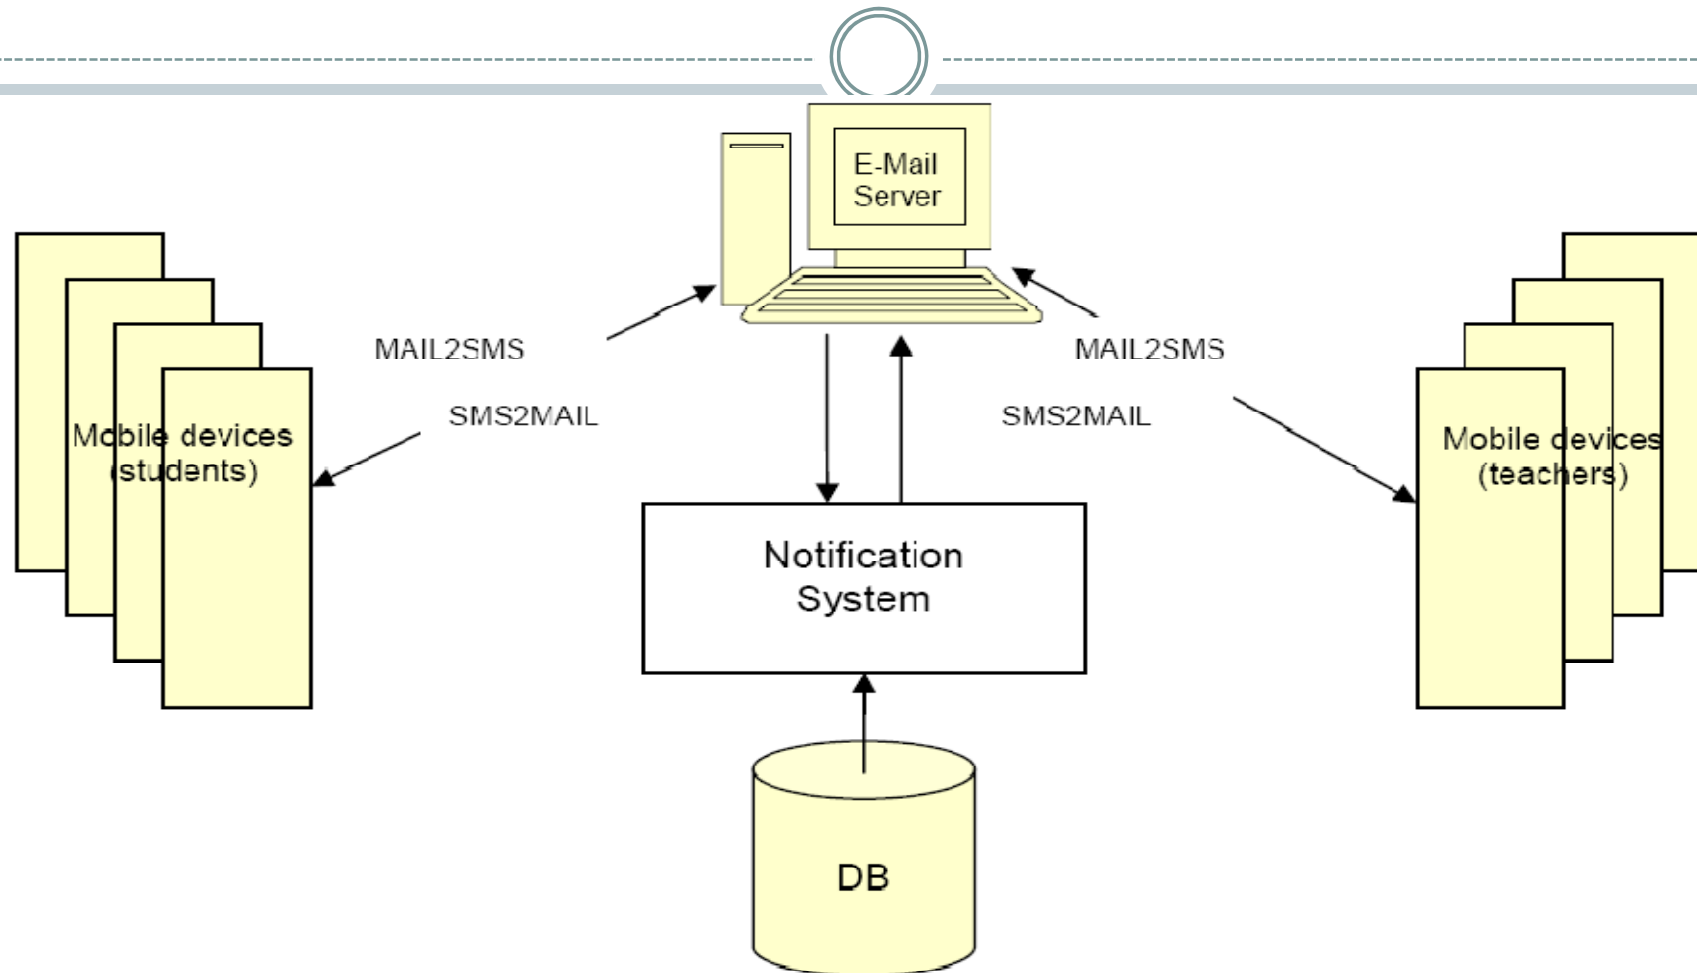 E-Mail
Server
MAIL2SMS
SMS2MAIL
MAIL2SMS
SMS2MAIL
Mobile devices
(students)
Mobile devices
(teachers)
Notification
System
DB